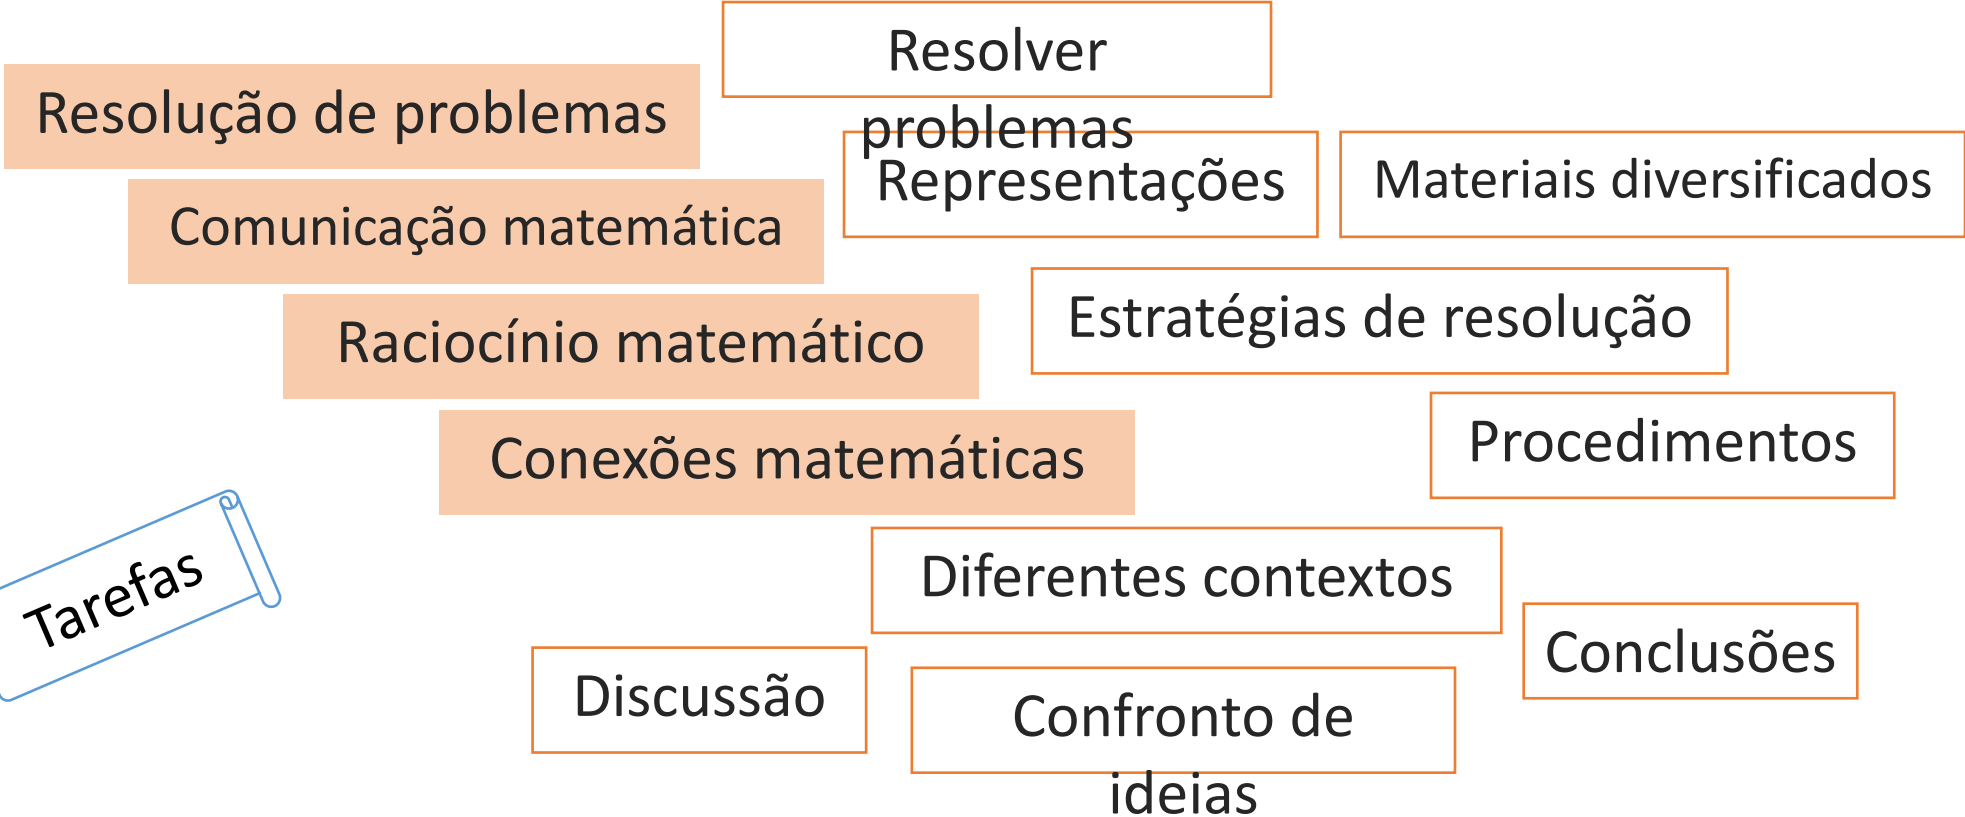 Resolver
problemas
Resolução de problemas
Representações
Materiais diversificados
Comunicação matemática
Estratégias de resolução
Raciocínio matemático
Procedimentos
Conexões matemáticas
Tarefas
Diferentes contextos
Conclusões
Discussão
Confronto de
ideias